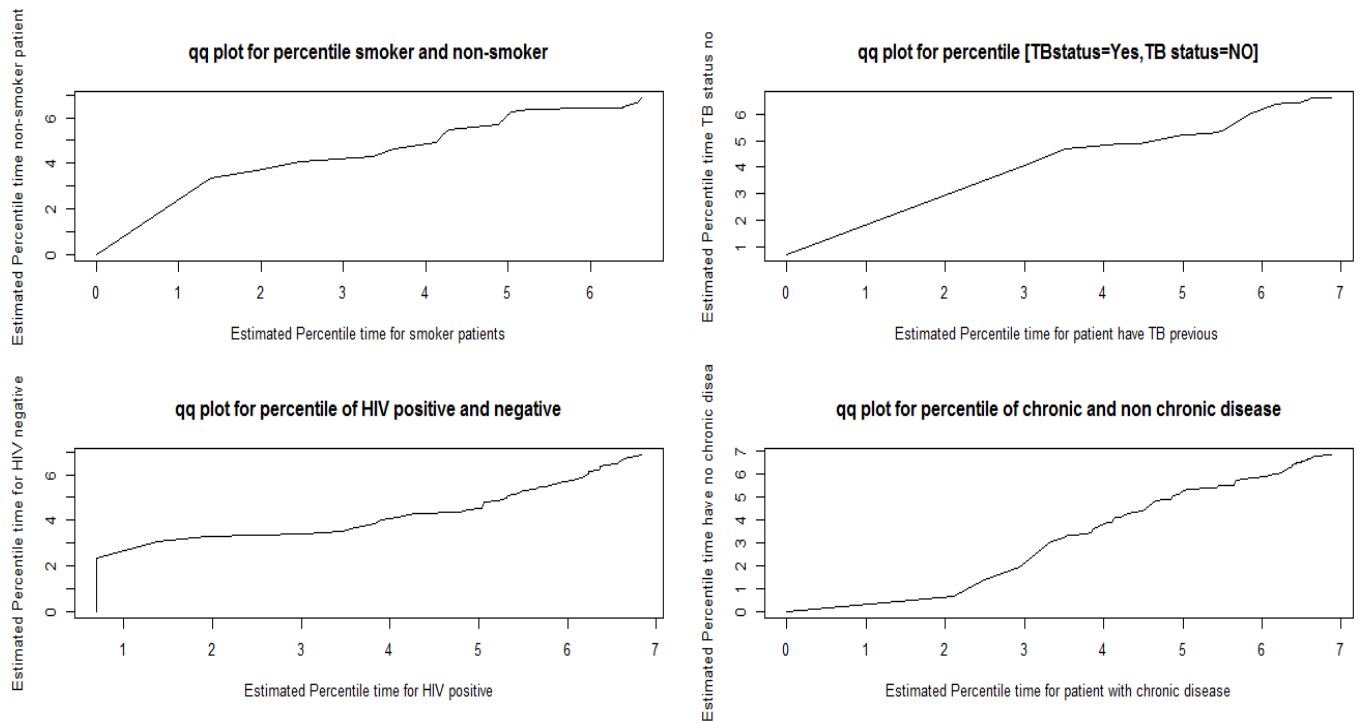 qq plot for percentile smoker and non-smoker
Estimated Percentile time non-smoker patient
0 2 4 6
0 1 2 3 4 5 6
Estimated Percentile time for smoker patients
qq plot for percentile [TBstatus=Yes,TB status=NO]
Estimated Percentile time TB status no
1 2 3 4 5 6
0 1 2 3 4 5 6 7
Estimated Percentile time for patient have TB previous
qq plot for percentile of HIV positive and negative
Estimated Percentile time for HIV negative
0 2 4 6
1 2 3 4 5 6 7
Estimated Percentile time for HIV positive
qq plot for percentile of chronic and non chronic disease
Estimated Percentile time have no chronic disea
0 1 2 3 4 5 6 7
0 1 2 3 4 5 6 7
Estimated Percentile time for patient with chronic disease